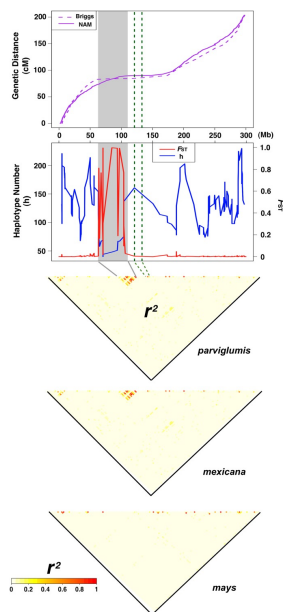 Briggs
NAM
Genetic Distance
(cM)
200
150
100
50
0
0 50 100 150 200 250 300 (Mb)
FST
h
Haplotype Number
(h)
200
150
100
50
1.0
0.8
0.6
0.4
0.2
0
FST
r2
parviglumis
mexicana
r2
0 0.2 0.4 0.6 0.8 1
mays